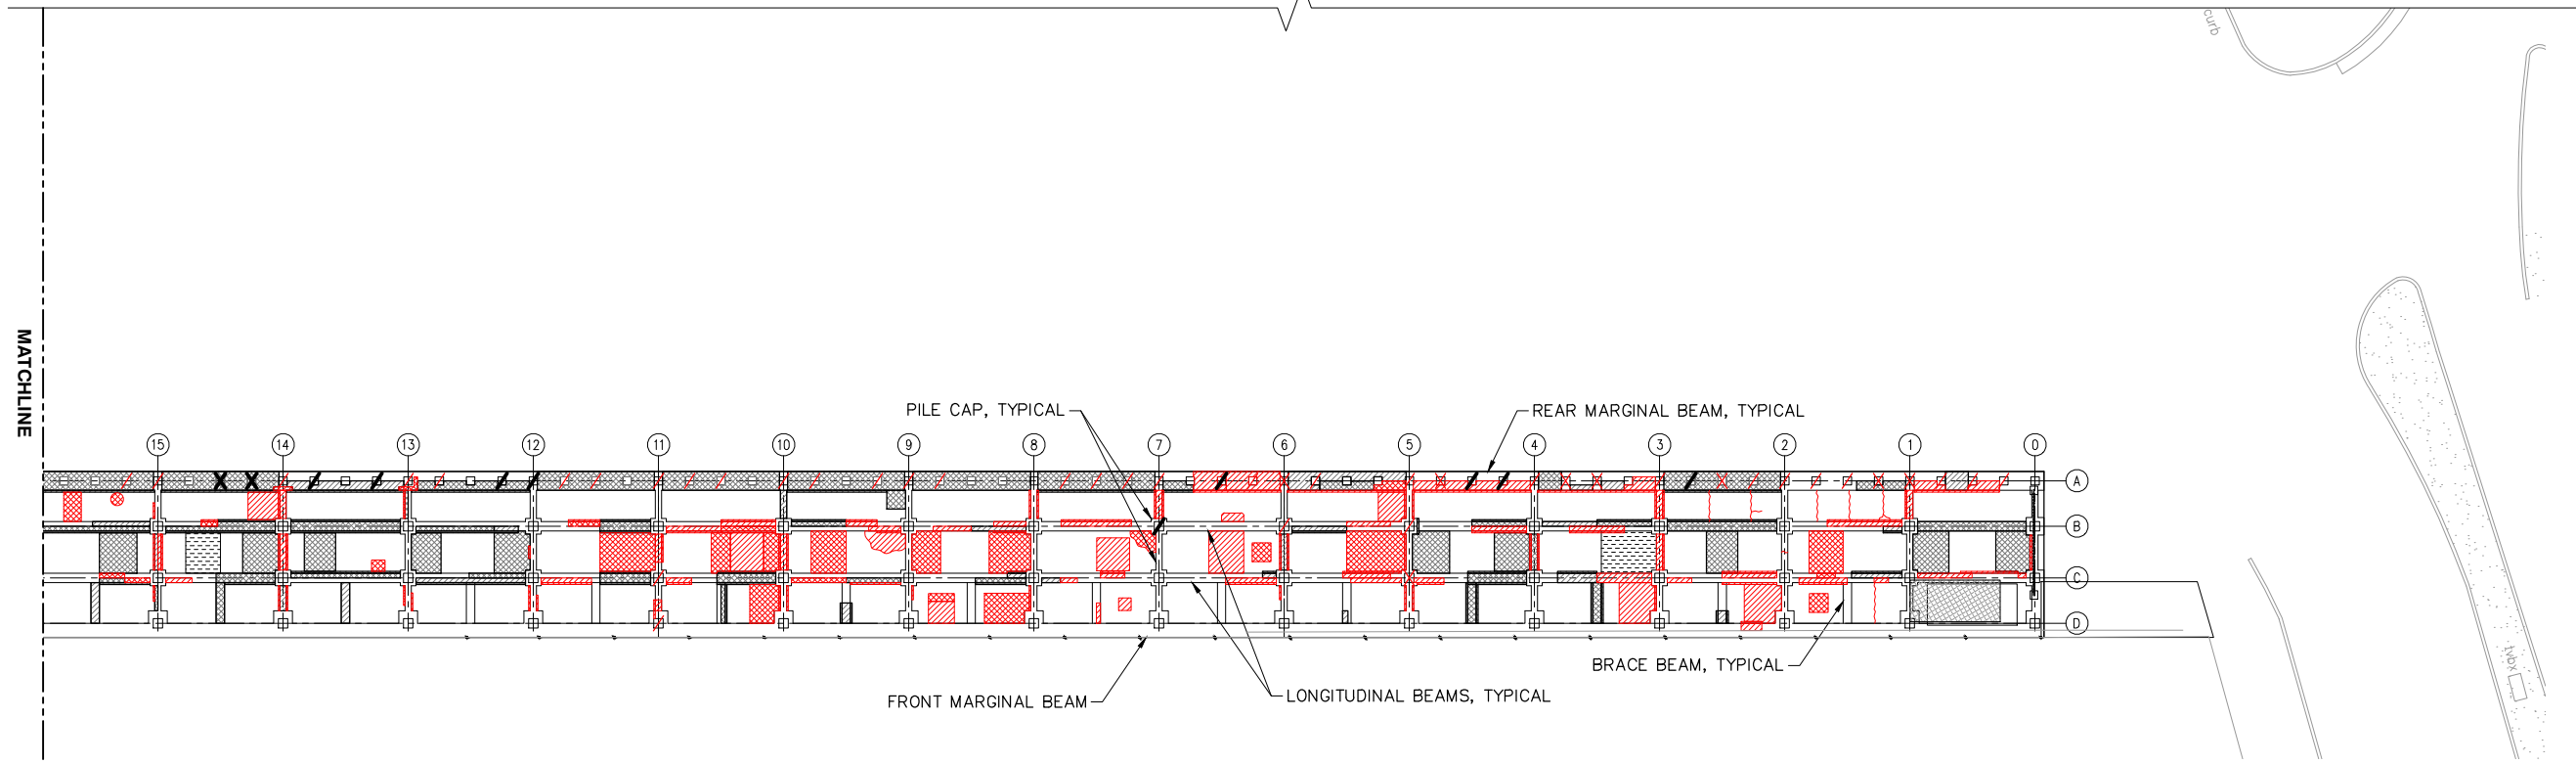 curb
MATCHLINE
PILE CAP, TYPICAL
REAR MARGINAL BEAM, TYPICAL
15 14 13 12 11 10 9 8 7 6 5 4 3 2 1 0
A
B
C
D
BRACE BEAM, TYPICAL
FRONT MARGINAL BEAM
LONGITUDINAL BEAMS, TYPICAL
tvbx